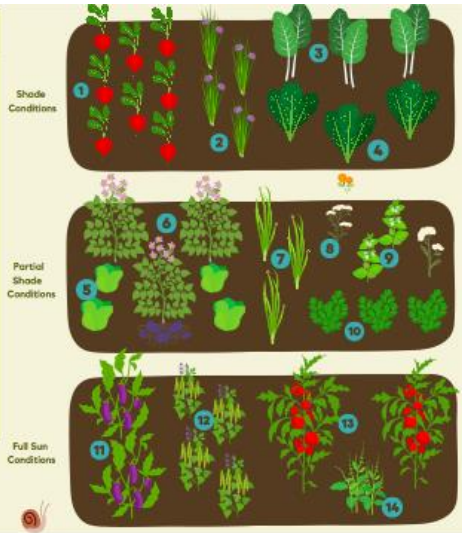 Shade
Conditions
1
2
3
4
Partial
Shade
Conditions
5
6
7
8
9
10
Full Sun
Conditions
11
12
13
14